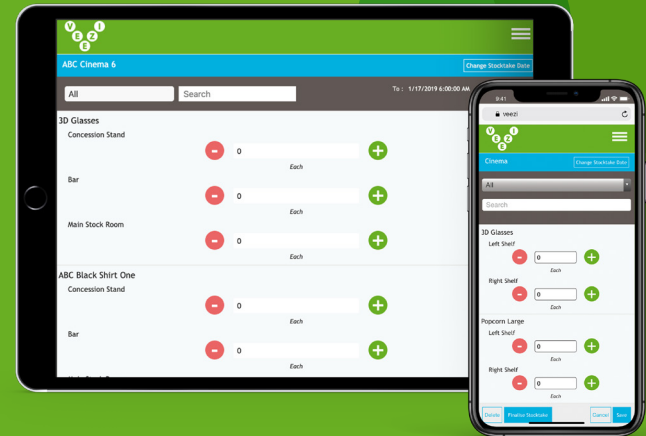 VEEZI
ABC Cinema 6
Change Stocktake Date
All
Search
To : 1/17/2019 6:00:00 AM
3D Glasses
Concession Stand
- 0 +
Each
Bar
- 0 +
Each
Main Stock Room
- 0 +
Each
ABC Black Shirt One
Concession Stand
- 0 +
Each
Bar
- 0 +
Each
9:41
veezi
VEEZI
Cinema
Change Stocktake Date
All
Search
3D Glasses
Left Shelf
- 0 +
Each
Right Shelf
- 0 +
Each
Popcorn Large
Left Shelf
- 0 +
Each
Right Shelf
- 0 +
Each
Delete Finalise Stocktake Cancel Save